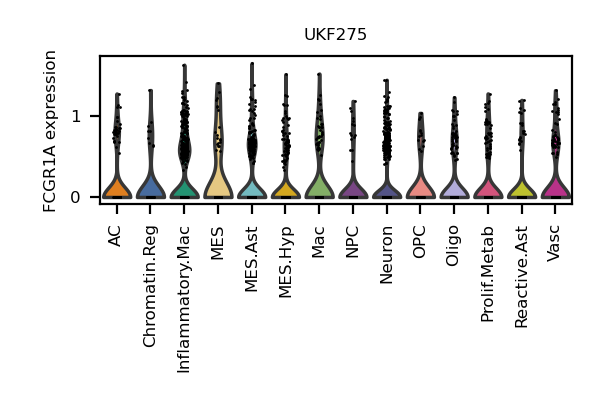 UKF275
FCGR1A expression
1
0
AC
Chromatin.Reg
Inflammatory.Mac
MES
MES.Ast
MES.Hyp
Mac
NPC
Neuron
OPC
Oligo
Prolif.Metab
Reactive.Ast
Vasc